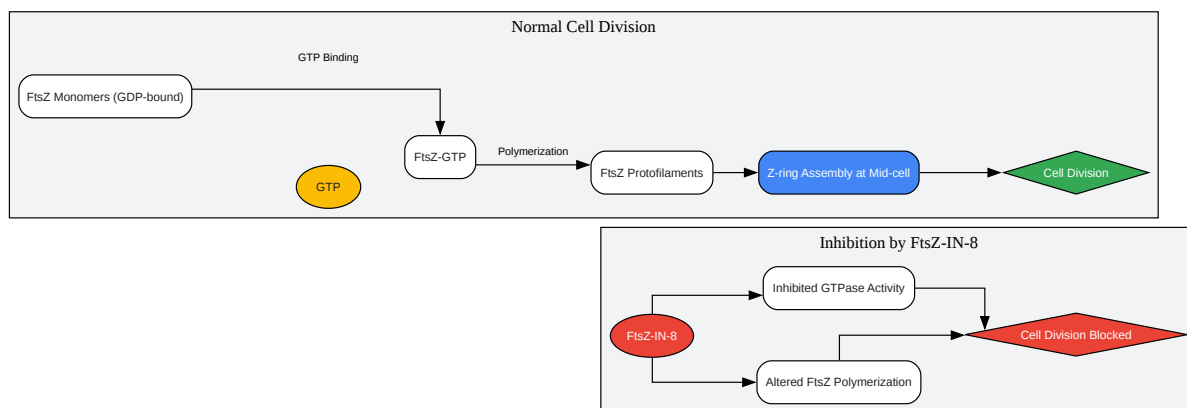 Normal Cell Division
GTP Binding
FtsZ Monomers (GDP-bound)
FtsZ-GTP
Polymerization
FtsZ Protofilaments
Z-ring Assembly at Mid-cell
Cell Division
GTP
Inhibition by FtsZ-IN-8
Inhibited GTPase Activity
FtsZ-IN-8
Cell Division Blocked
Altered FtsZ Polymerization